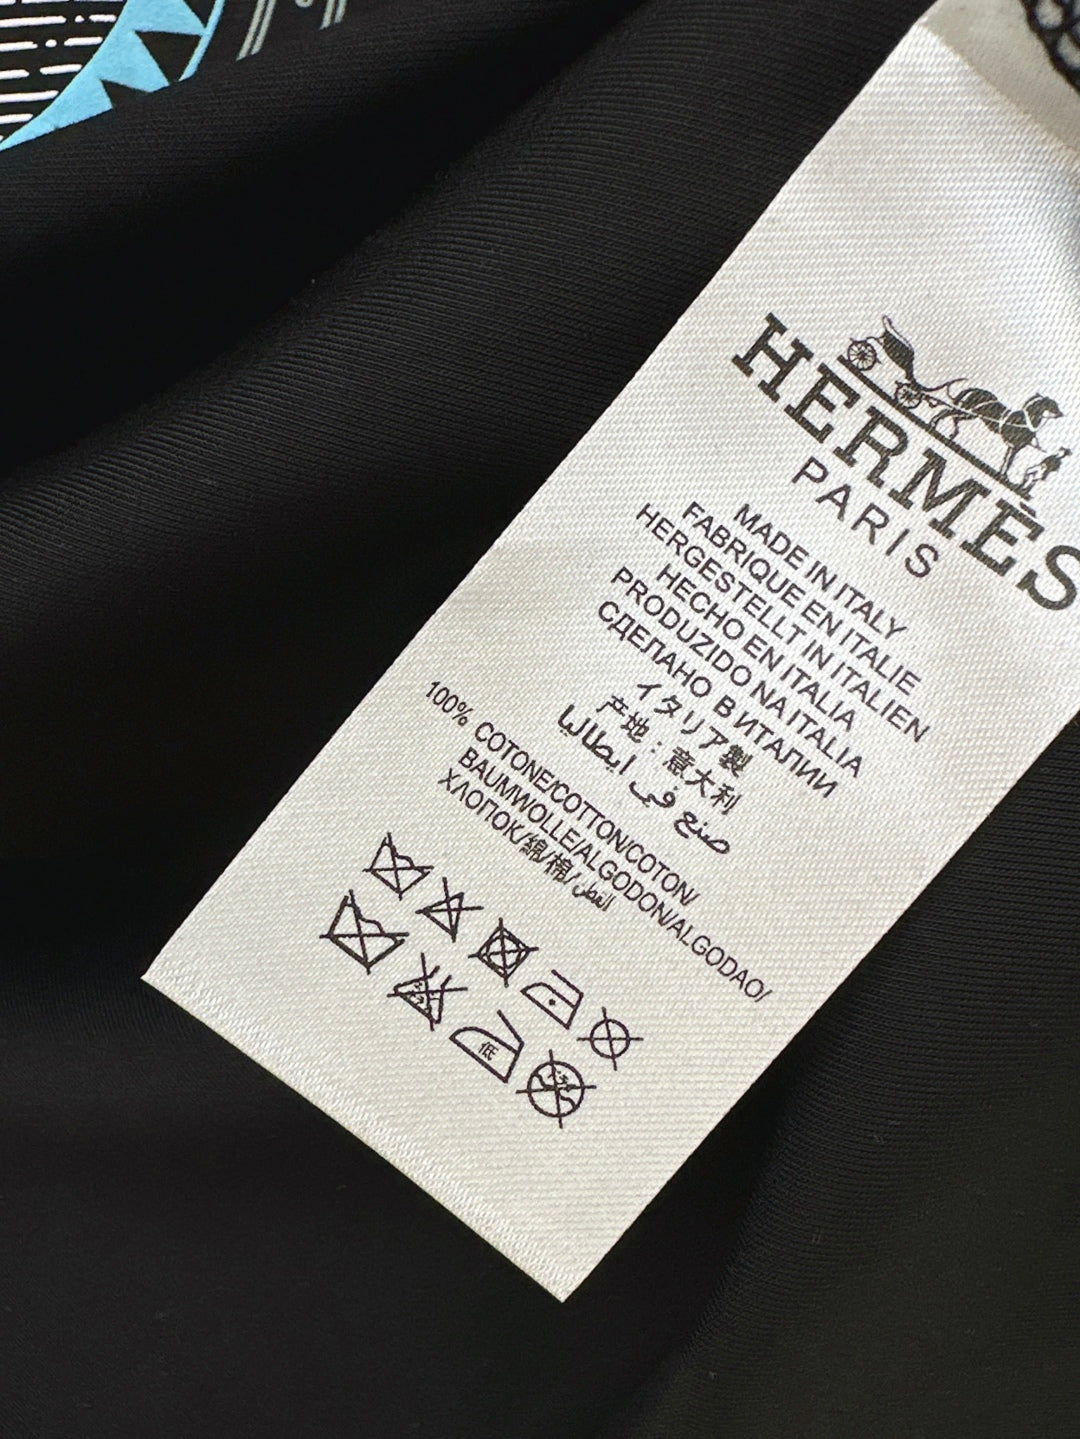 HERMÈS
PARIS
MADE IN ITALY
FABRIQUE EN ITALIE
HERGESTELLT IN ITALIEN
HECHO EN ITALIA
PRODUZIDO NA ITALIA
СДЕЛАНО В ИТАЛИИ
イタリア製
产地：意大利
صنع في ايطاليا
100% COTONE/COTTON/COTON/
BAUMWOLLE/ALGODON/ALGODAO/
ХЛОПОК/綿/棉/القطن
低